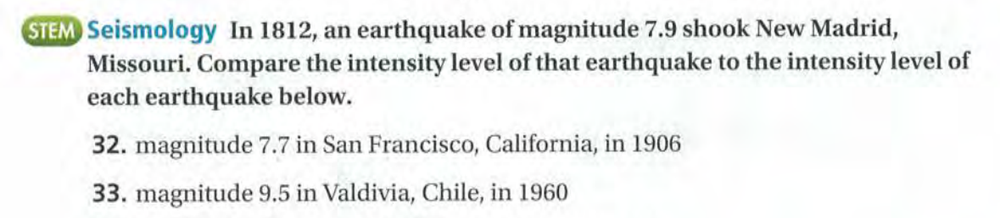 STEM Seismology In 1812, an earthquake of magnitude 7.9 shook New Madrid,
Missouri. Compare the intensity level of that earthquake to the intensity level of
each earthquake below.
32. magnitude 7.7 in San Francisco, California, in 1906
33. magnitude 9.5 in Valdivia, Chile, in 1960